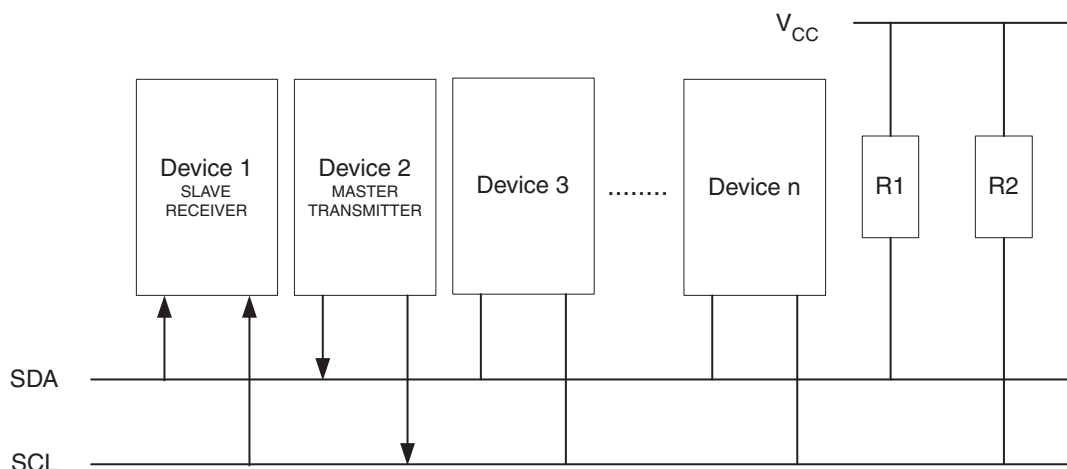 VCC
Device 1
SLAVE
RECEIVER
Device 2
MASTER
TRANSMITTER
Device 3
........
Device n
R1
R2
SDA
SCL